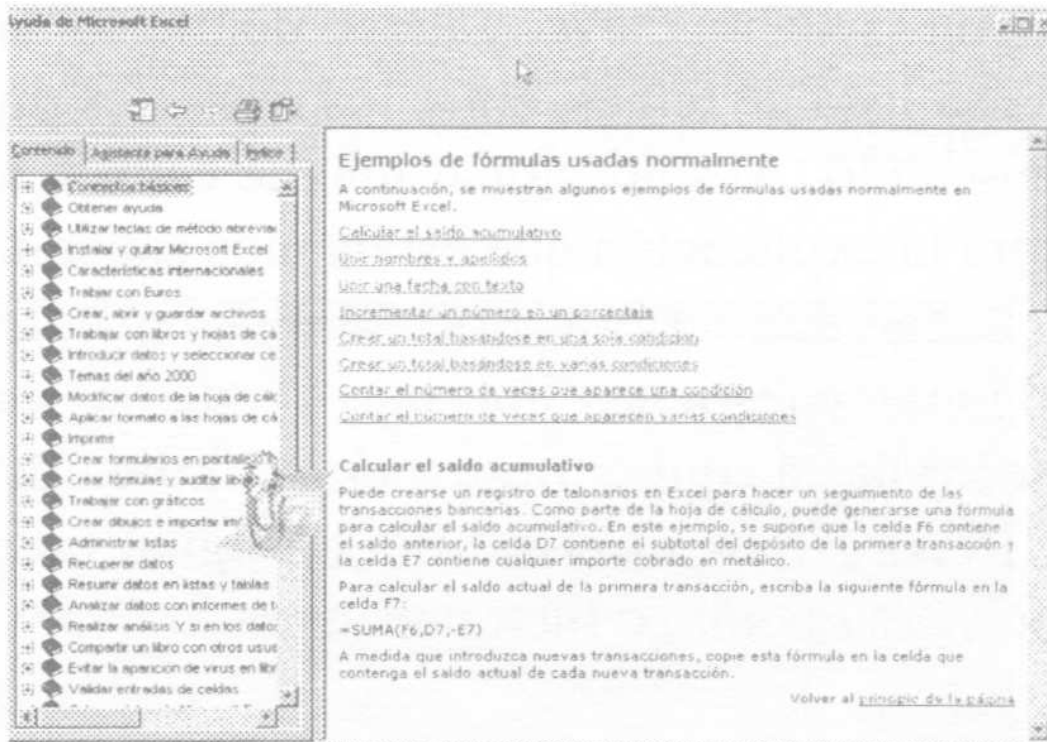 Ayuda de Microsoft Excel
Contenido Asistente para Ayuda Índice
Conceptos básicos
Obtener ayuda
Utilizar teclas de método abreviad
Instalar y quitar Microsoft Excel
Características internacionales
Trabajar con Euros
Crear, abrir y guardar archivos
Trabajar con libros y hojas de cá
Introducir datos y seleccionar ce
Temas del año 2000
Modificar datos de la hoja de cálc
Aplicar formato a las hojas de cá
Imprimir
Crear formularios en pantalla
Crear fórmulas y auditar libros
Trabajar con gráficos
Crear dibujos e importar im
Administrar listas
Recuperar datos
Resumir datos en listas y tablas
Analizar datos con informes de t
Realizar análisis Y si en los datos
Compartir un libro con otros usua
Evitar la aparición de virus en libr
Validar entradas de celdas
Ejemplos de fórmulas usadas normalmente
A continuación, se muestran algunos ejemplos de fórmulas usadas normalmente en
Microsoft Excel.
Calcular el saldo acumulativo
Unir nombres y apellidos
Unir una fecha con texto
Incrementar un número en un porcentaje
Crear un total basándose en una sola condición
Crear un total basándose en varias condiciones
Contar el número de veces que aparece una condición
Contar el número de veces que aparecen varias condiciones
Calcular el saldo acumulativo
Puede crearse un registro de talonarios en Excel para hacer un seguimiento de las
transacciones bancarias. Como parte de la hoja de cálculo, puede generarse una fórmula
para calcular el saldo acumulativo. En este ejemplo, se supone que la celda F6 contiene
el saldo anterior, la celda D7 contiene el subtotal del depósito de la primera transacción y
la celda E7 contiene cualquier importe cobrado en metálico.
Para calcular el saldo actual de la primera transacción, escriba la siguiente fórmula en la
celda F7:
=SUMA(F6,D7,-E7)
A medida que introduzca nuevas transacciones, copie esta fórmula en la celda que
contenga el saldo actual de cada nueva transacción.
Volver al principio de la página